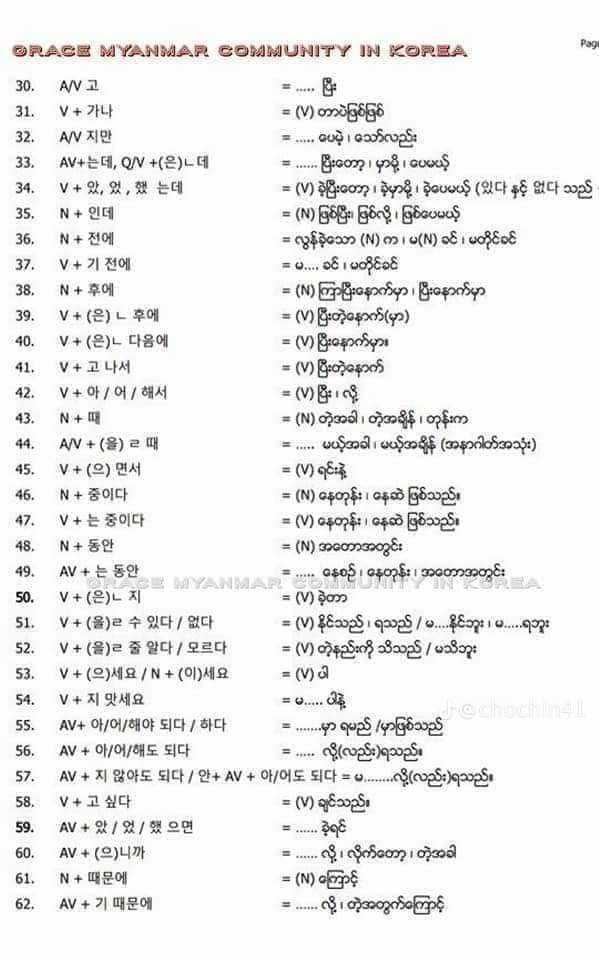 Page
GRACE MYANMAR COMMUNITY IN KOREA
30. A/V 고 = ..... ပြီး
31. V + 가나 = (V) တာပဲဖြစ်ဖြစ်
32. A/V 지만 = ..... ပေမဲ့ ၊ သော်လည်း
33. AV+는데, Q/V +(은)ㄴ데 = ...... ပြီးတော့ ၊ မှာမို့ ၊ ပေမယ့်
34. V + 았, 었 , 했 는데 = (V) ခဲ့ပြီးတော့ ၊ ခဲ့မှာမို့ ၊ ခဲ့ပေမယ့် (있다 နှင့် 없다 သည်
35. N + 인데 = (N) ဖြစ်ပြီး၊ ဖြစ်လို့ ၊ ဖြစ်ပေမယ့်
36. N + 전에 = လွန်ခဲ့သော (N) က ၊ မ(N) ခင် ၊ မတိုင်ခင်
37. V + 기 전에 = မ.... ခင် ၊ မတိုင်ခင်
38. N + 후에 = (N) ကြာပြီးနောက်မှာ ၊ ပြီးနောက်မှာ
39. V + (은) ㄴ 후에 = (V) ပြီးတဲ့နောက်(မှာ)
40. V + (은)ㄴ 다음에 = (V) ပြီးနောက်မှာ။
41. V + 고 나서 = (V) ပြီးတဲ့နောက်
42. V + 아 / 어 / 해서 = (V) ပြီး ၊ လို့
43. N + 때 = (N) တဲ့အခါ ၊ တဲ့အချိန် ၊ တုန်းက
44. A/V + (을) ㄹ 때 = ..... မယ့်အခါ ၊ မယ့်အချိန် (အနာဂါတ်အသုံး)
45. V + (으) 면서 = (V) ရင်းနဲ့
46. N + 중이다 = (N) နေတုန်း ၊ နေဆဲ ဖြစ်သည်။
47. V + 는 중이다 = (V) နေတုန်း ၊ နေဆဲ ဖြစ်သည်။
48. N + 동안 = (N) အတောအတွင်း
49. AV + 는 동안 = ..... နေစဉ် ၊ နေတုန်း ၊ အတောအတွင်း
GRACE MYANMAR COMMUNITY IN KOREA
50. V + (은)ㄴ 지 = (V) ခဲ့တာ
51. V + (을)ㄹ 수 있다 / 없다 = (V) နိုင်သည် ၊ ရသည် / မ....နိုင်ဘူး ၊ မ.....ရဘူး
52. V + (을)ㄹ 줄 알다 / 모르다 = (V) တဲ့နည်းကို သိသည် / မသိဘူး
53. V + (으)세요 / N + (이)세요 = (V) ပါ
54. V + 지 맛세요 = မ..... ပါနဲ့
@chochin41
55. AV+ 아/어/해야 되다 / 하다 = .......မှာ ရမည် /မှာဖြစ်သည်
56. AV + 아/어/해도 되다 = ..... လို့(လည်း)ရသည်။
57. AV + 지 않아도 되다 / 안+ AV + 아/어도 되다 = မ........လို့(လည်း)ရသည်။
58. V + 고 싶다 = (V) ချင်သည်။
59. AV + 았 / 었 / 했 으면 = ...... ခဲ့ရင်
60. AV + (으)니까 = ...... လို့ ၊ လိုက်တော့ ၊ တဲ့အခါ
61. N + 때문에 = (N) ကြောင့်
62. AV + 기 때문에 = ...... လို့ ၊ တဲ့အတွက်ကြောင့်